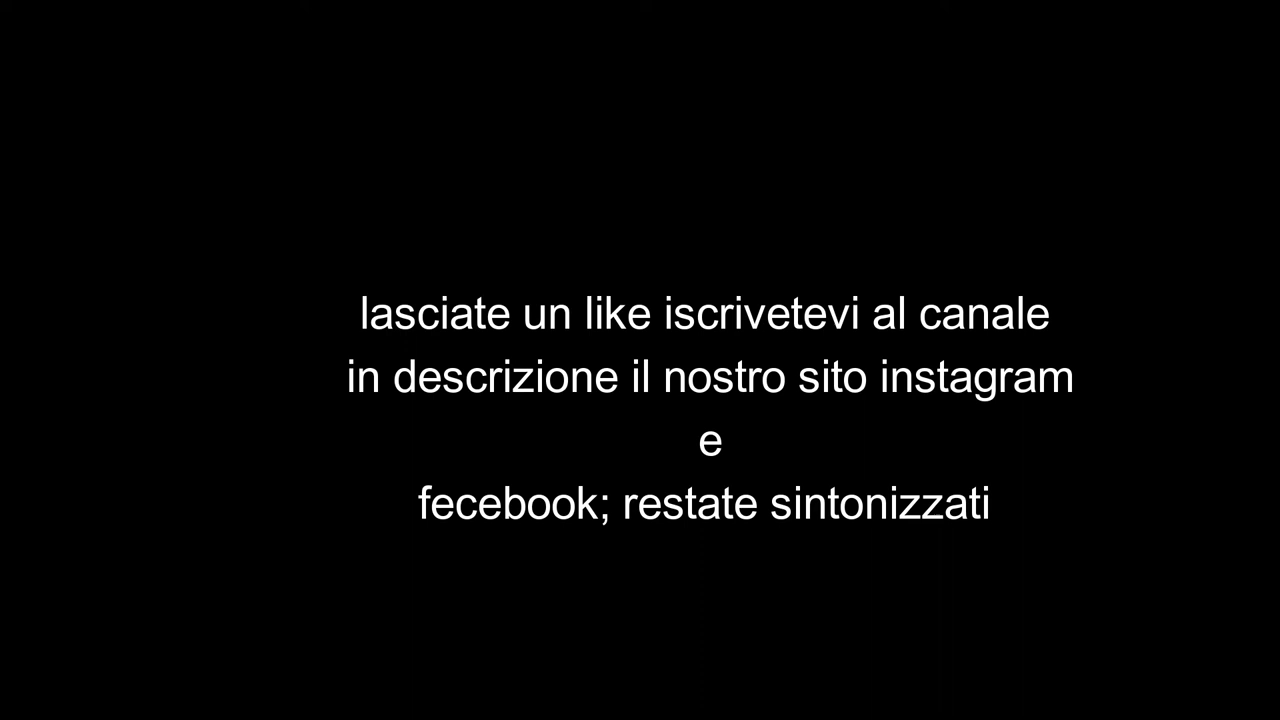 lasciate un like iscrivetevi al canale
in descrizione il nostro sito instagram
e
fecebook; restate sintonizzati